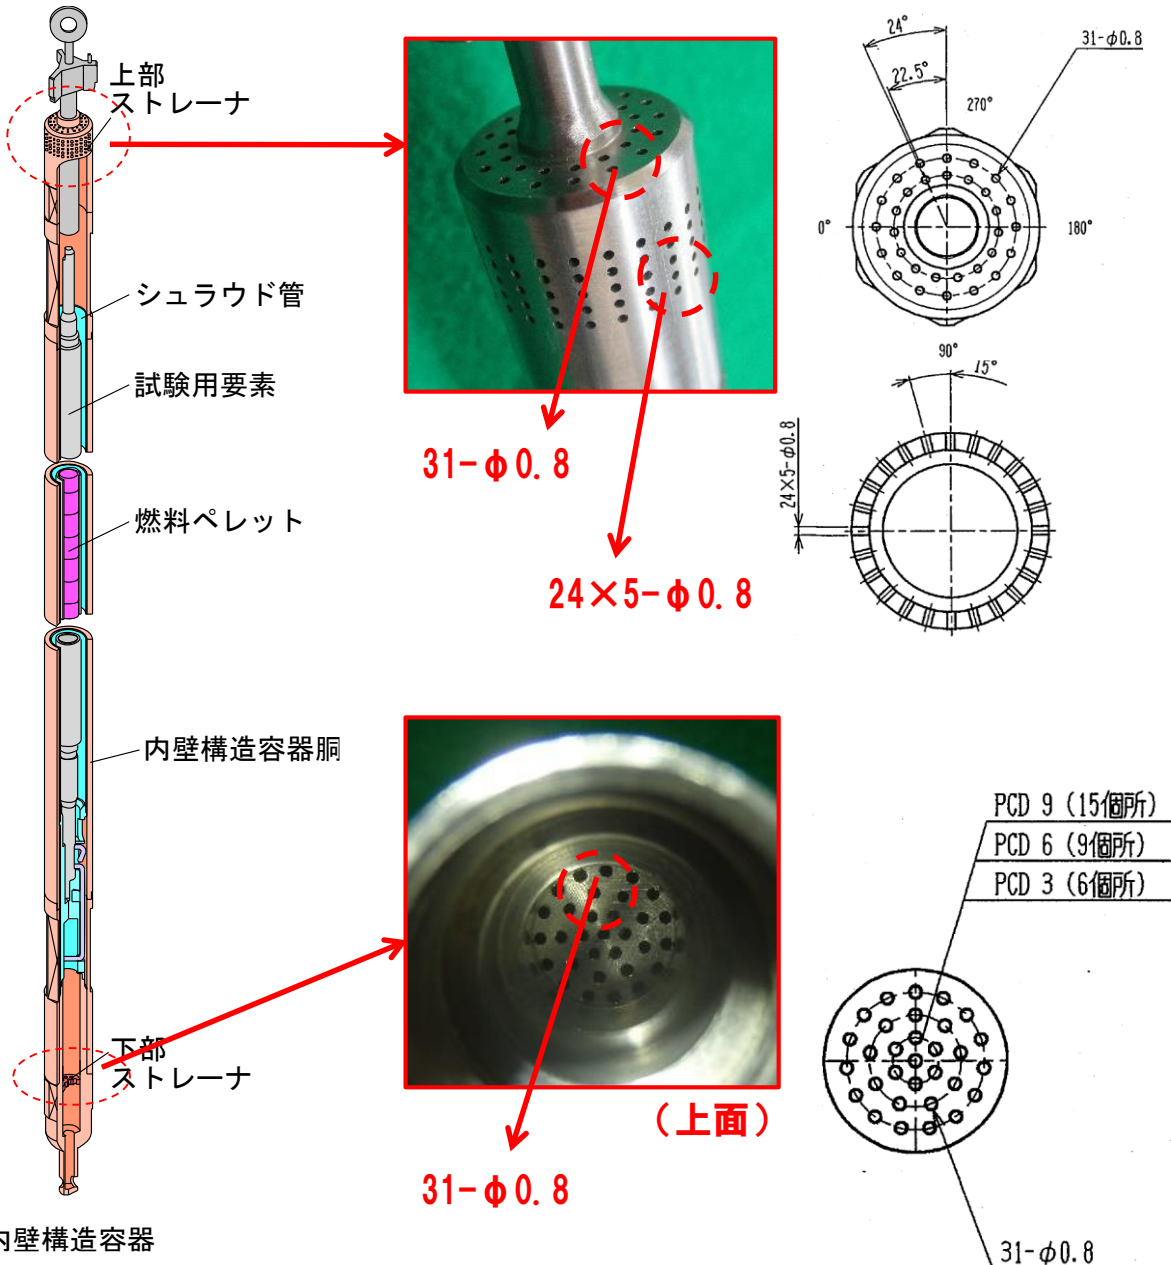 上部
ストレーナ
シュラウド管
試験用要素
燃料ペレット
内壁構造容器胴
下部
ストレーナ
内壁構造容器
31-φ0.8
24×5-φ0.8
(上面)
31-φ0.8
24°
22.5°
31-φ0.8
270°
0°
180°
90°
15°
24×5-φ0.8
PCD 9 (15個所)
PCD 6 (9個所)
PCD 3 (6個所)
31-φ0.8